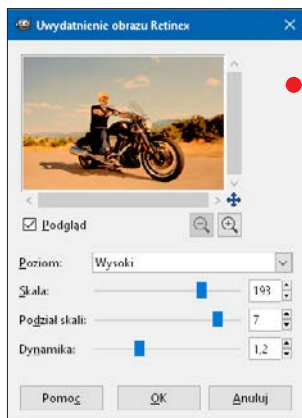 Uwydatnienie obrazu Retinex
Podgląd
Poziom: Wysoki
Skala: 193
Podział skali: 7
Dynamika: 1,2
Pomoc OK Anuluj